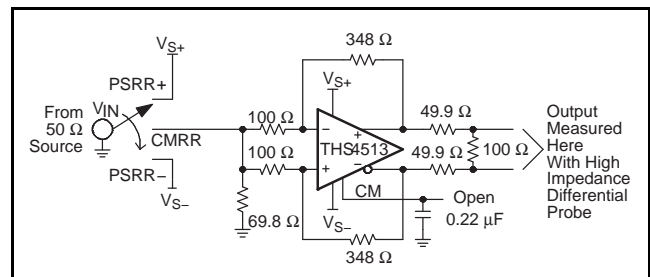 V_S+
PSRR+
From
50 Ω
Source
V_IN
CMRR
PSRR−
V_S−
100 Ω
100 Ω
69.8 Ω
348 Ω
V_S+
− +
THS4513
+ −
CM
V_S−
348 Ω
49.9 Ω
49.9 Ω
100 Ω
Open
0.22 µF
Output
Measured
Here
With High
Impedance
Differential
Probe